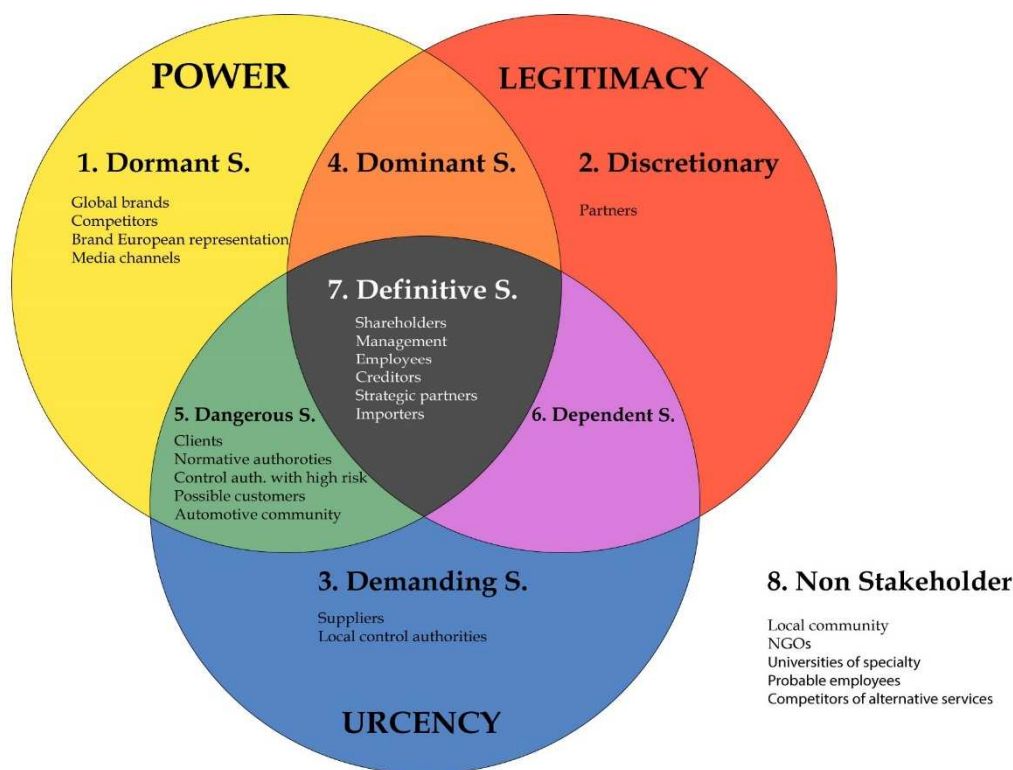 POWER
LEGITIMACY
1. Dormant S.
Global brands
Competitors
Brand European representation
Media channels
4. Dominant S.
2. Discretionary
Partners
7. Definitive S.
Shareholders
Management
Employees
Creditors
Strategic partners
Importers
5. Dangerous S.
Clients
Normative authoroties
Control auth. with high risk
Possible customers
Automotive community
6. Dependent S.
3. Demanding S.
Suppliers
Local control authorities
URCENCY
8. Non Stakeholder
Local community
NGOs
Universities of specialty
Probable employees
Competitors of alternative services